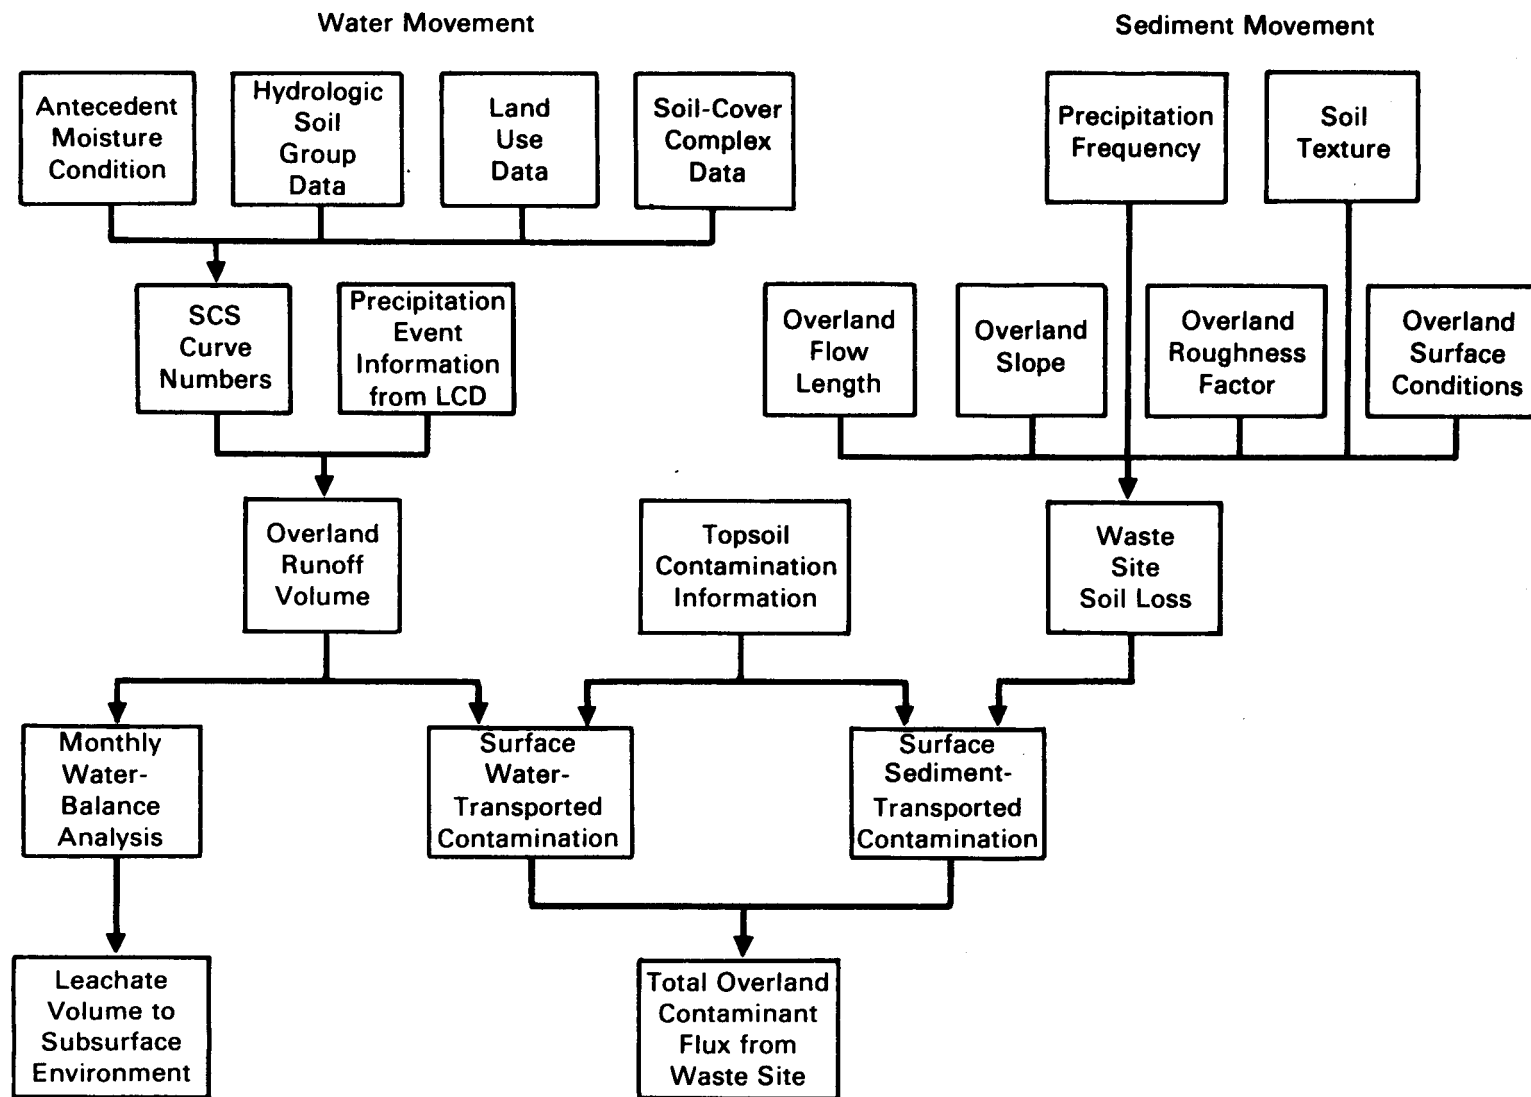 Water Movement
Sediment Movement
Antecedent
Moisture
Condition
Hydrologic
Soil
Group
Data
Land
Use
Data
Soil-Cover
Complex
Data
Precipitation
Frequency
Soil
Texture
SCS
Curve
Numbers
Precipitation
Event
Information
from LCD
Overland
Flow
Length
Overland
Slope
Overland
Roughness
Factor
Overland
Surface
Conditions
Overland
Runoff
Volume
Topsoil
Contamination
Information
Waste
Site
Soil Loss
Monthly
Water-
Balance
Analysis
Surface
Water-
Transported
Contamination
Surface
Sediment-
Transported
Contamination
Leachate
Volume to
Subsurface
Environment
Total Overland
Contaminant
Flux from
Waste Site